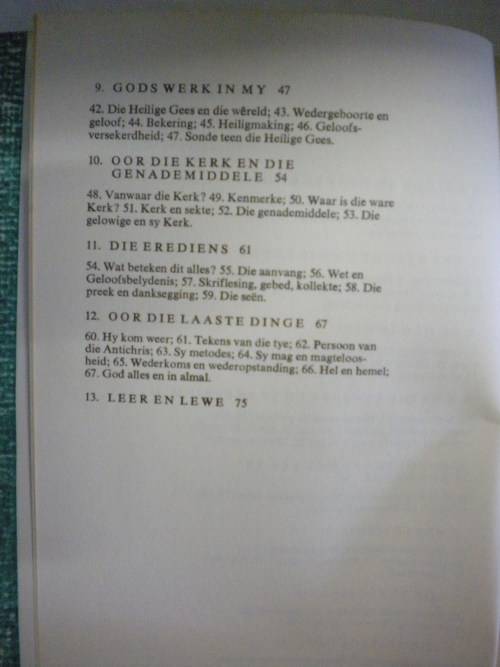 9. GODS WERK IN MY 47
42. Die Heilige Gees en die wêreld; 43. Wedergeboorte en
geloof; 44. Bekering; 45. Heiligmaking; 46. Geloofs-
versekerdheid; 47. Sonde teen die Heilige Gees.
10. OOR DIE KERK EN DIE
GENADEMIDDELE 54
48. Vanwaar die Kerk? 49. Kenmerke; 50. Waar is die ware
Kerk? 51. Kerk en sekte; 52. Die genademiddele; 53. Die
gelowige en sy Kerk.
11. DIE EREDIENS 61
54. Wat beteken dit alles? 55. Die aanvang; 56. Wet en
Geloofsbelydenis; 57. Skriflesing, gebed, kollekte; 58. Die
preek en danksegging; 59. Die seën.
12. OOR DIE LAASTE DINGE 67
60. Hy kom weer; 61. Tekens van die tye; 62. Persoon van
die Antichris; 63. Sy metodes; 64. Sy mag en magteloos-
heid; 65. Wederkoms en wederopstanding; 66. Hel en hemel;
67. God alles en in almal.
13. LEER EN LEWE 75